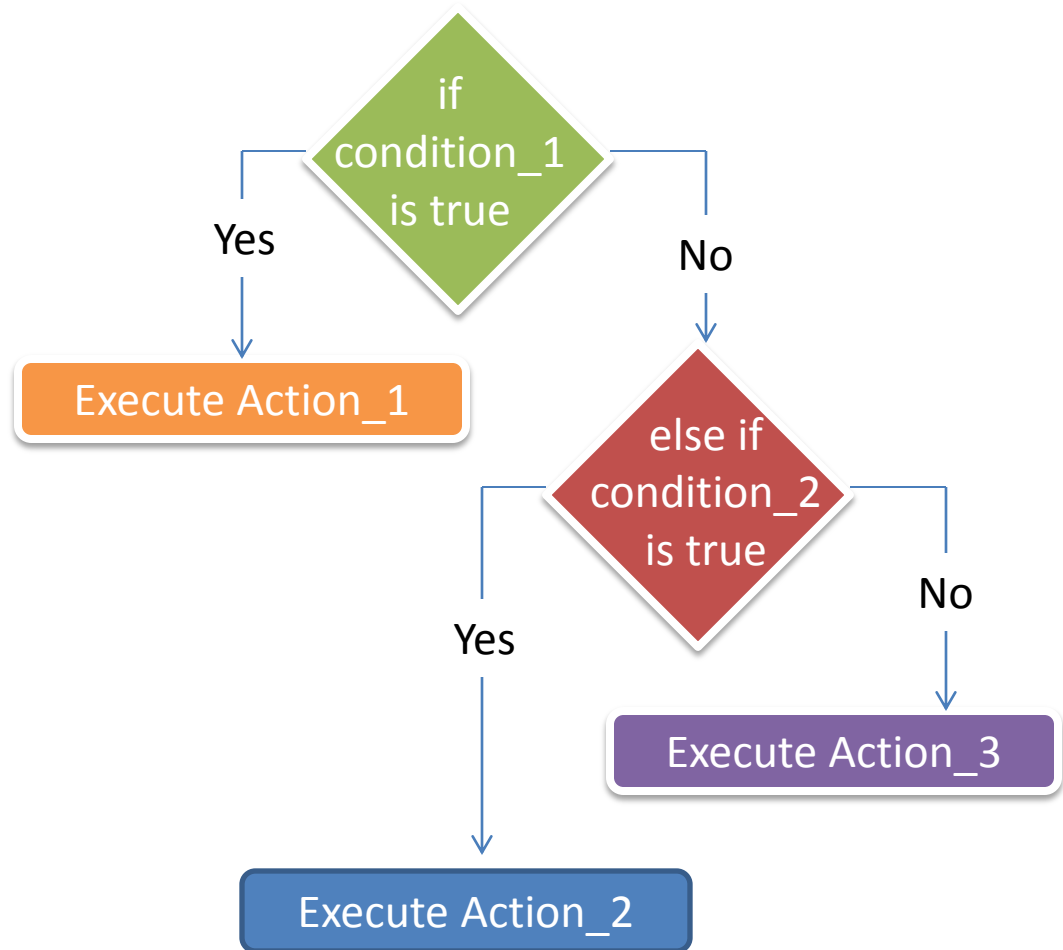 if
condition_1
is true
Yes
No
Execute Action_1
else if
condition_2
is true
Yes
No
Execute Action_3
Execute Action_2